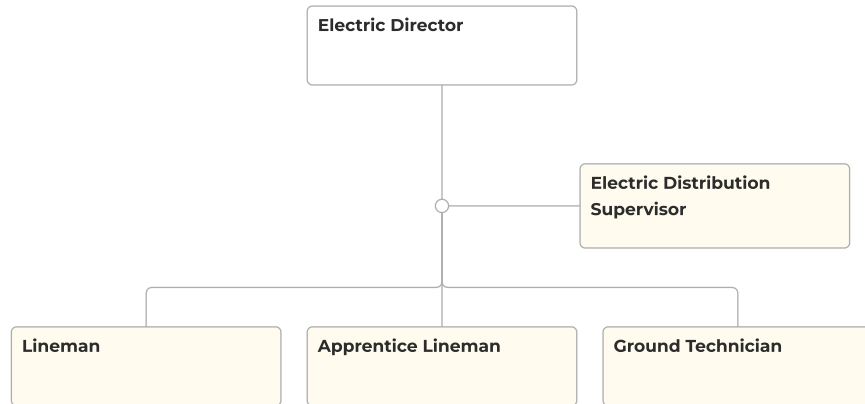 Electric Director
Electric Distribution
Supervisor
Lineman
Apprentice Lineman
Ground Technician